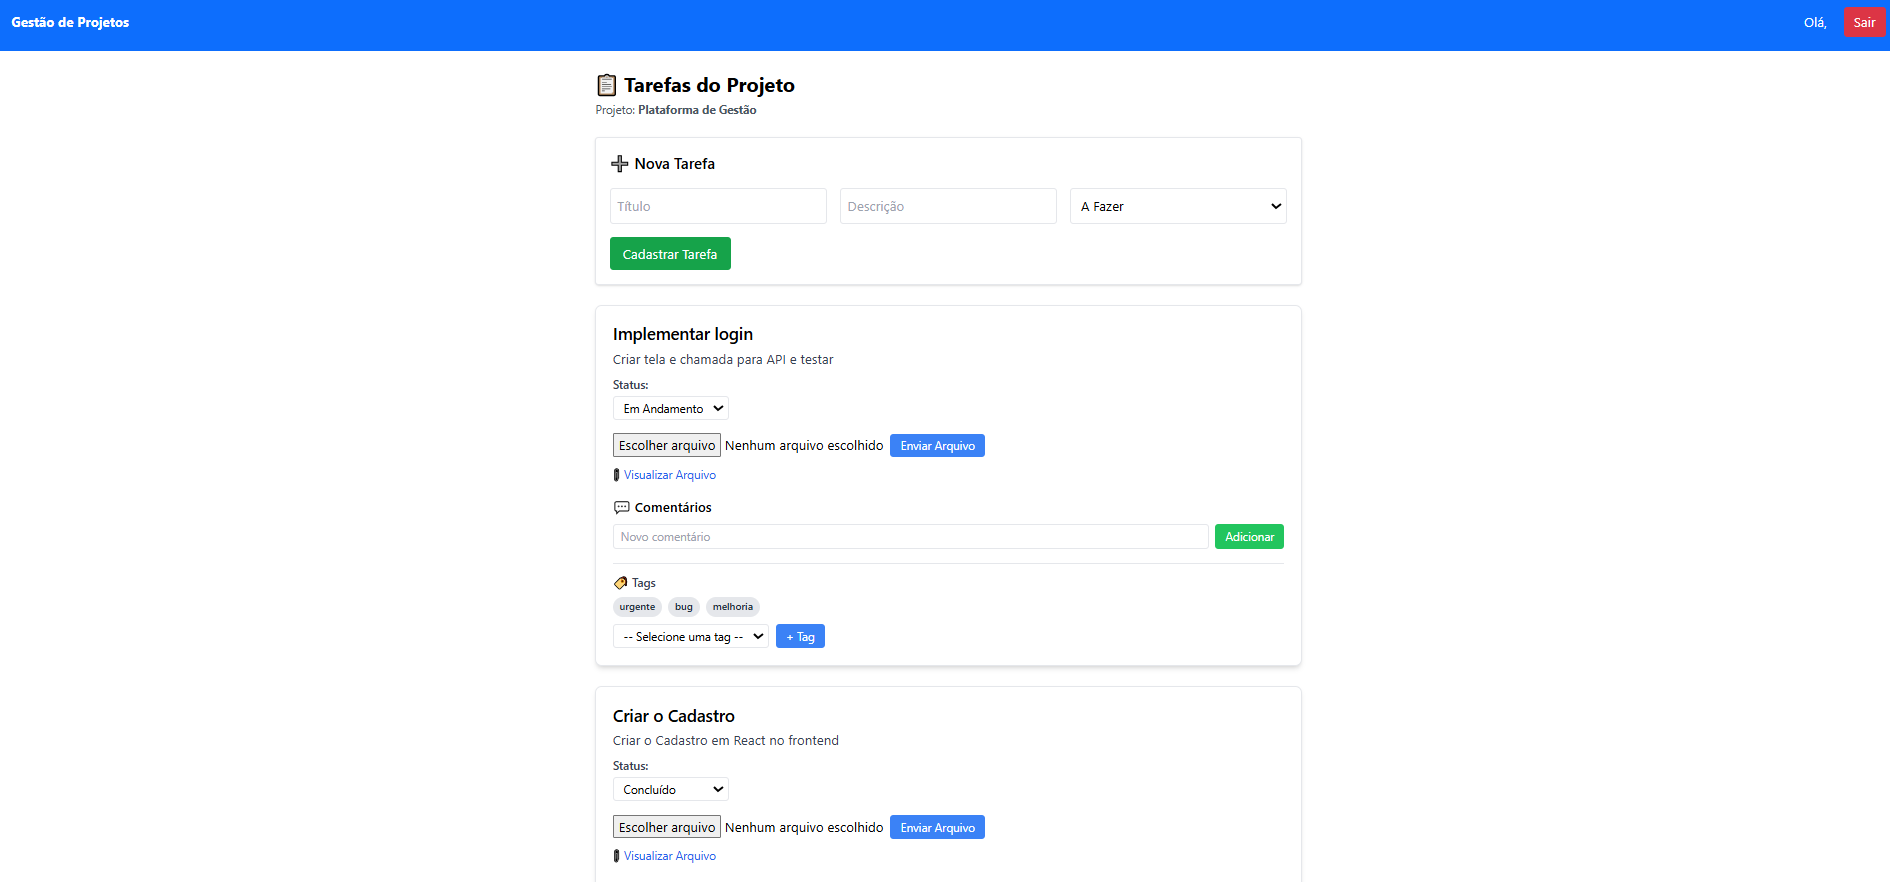 Gestão de Projetos
Olá,
Sair
Tarefas do Projeto
Projeto: Plataforma de Gestão
Nova Tarefa
Título
Descrição
A Fazer
Cadastrar Tarefa
Implementar login
Criar tela e chamada para API e testar
Status:
Em Andamento
Escolher arquivo Nenhum arquivo escolhido Enviar Arquivo
Visualizar Arquivo
Comentários
Novo comentário
Adicionar
Tags
urgente bug melhoria
-- Selecione uma tag -- + Tag
Criar o Cadastro
Criar o Cadastro em React no frontend
Status:
Concluído
Escolher arquivo Nenhum arquivo escolhido Enviar Arquivo
Visualizar Arquivo